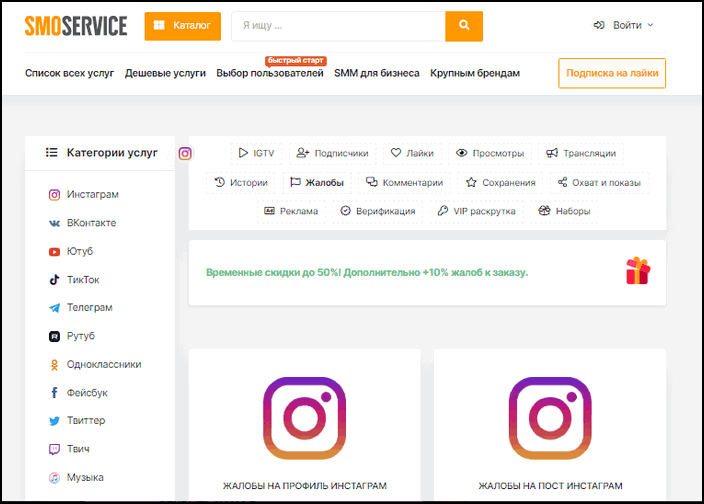 SMOSERVICE Каталог Я ищу ... Войти
быстрый старт
Список всех услуг Дешевые услуги Выбор пользователей SMM для бизнеса Крупным брендам Подписка на лайки
Категории услуг
Инстаграм
ВКонтакте
Ютуб
ТикТок
Телеграм
Рутуб
Одноклассники
Фейсбук
Твиттер
Твич
Музыка
IGTV Подписчики Лайки Просмотры Трансляции
Истории Жалобы Комментарии Сохранения Охват и показы
Реклама Верификация VIP раскрутка Наборы
Временные скидки до 50%! Дополнительно +10% жалоб к заказу.
ЖАЛОБЫ НА ПРОФИЛЬ ИНСТАГРАМ
ЖАЛОБЫ НА ПОСТ ИНСТАГРАМ